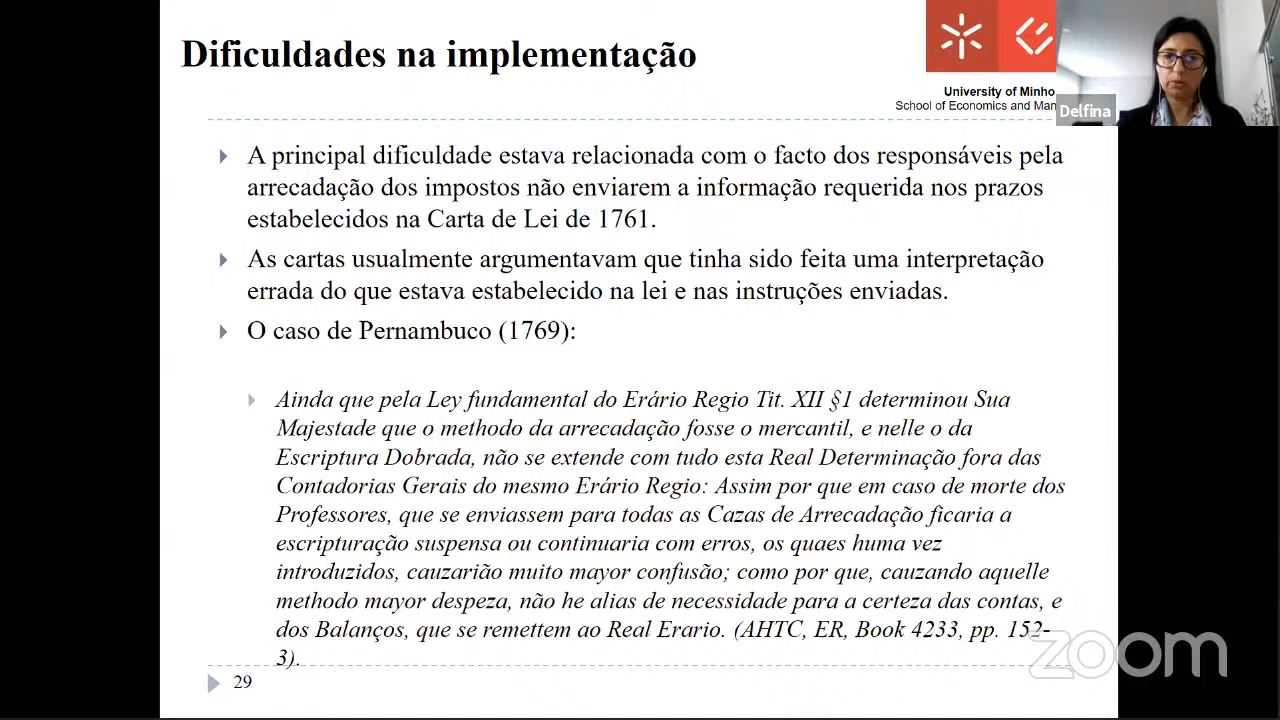 Dificuldades na implementação
University of Minho
School of Economics and Man
Delfina
A principal dificuldade estava relacionada com o facto dos responsáveis pela
arrecadação dos impostos não enviarem a informação requerida nos prazos
estabelecidos na Carta de Lei de 1761.
As cartas usualmente argumentavam que tinha sido feita uma interpretação
errada do que estava estabelecido na lei e nas instruções enviadas.
O caso de Pernambuco (1769):
Ainda que pela Ley fundamental do Erário Regio Tit. XII §1 determinou Sua
Majestade que o methodo da arrecadação fosse o mercantil, e nelle o da
Escriptura Dobrada, não se extende com tudo esta Real Determinação fora das
Contadorias Gerais do mesmo Erário Regio: Assim por que em caso de morte dos
Professores, que se enviassem para todas as Cazas de Arrecadação ficaria a
escripturação suspensa ou continuaria com erros, os quaes huma vez
introduzidos, cauzarião muito mayor confusão; como por que, cauzando aquelle
methodo mayor despeza, não he alias de necessidade para a certeza das contas, e
dos Balanços, que se remettem ao Real Erario. (AHTC, ER, Book 4233, pp. 152-
3).
zoom
29